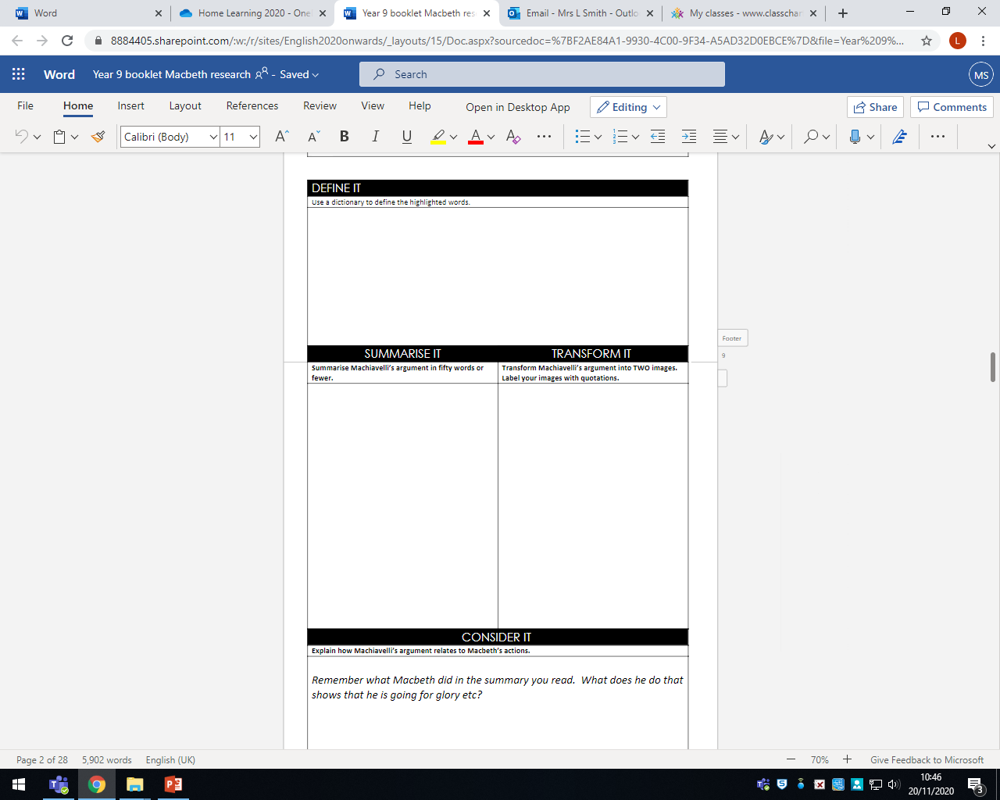 Word
Home Learning 2020 - One
Year 9 booklet Macbeth res
Email - Mrs L Smith - Outlo
My classes - www.classchar
8884405.sharepoint.com/:w:/r/sites/English2020onwards/_layouts/15/Doc.aspx?sourcedoc=%7BF2AE84A1-9930-4C00-9F34-A5AD32D0EBCE%7D&file=Year%209%...
L
Word
Year 9 booklet Macbeth research
- Saved
Search
MS
File
Home
Insert
Layout
References
Review
View
Help
Open in Desktop App
Editing
Share
Comments
Calibri (Body)
11
A
A
B
I
U
A
A
DEFINE IT
Use a dictionary to define the highlighted words.
Footer
9
SUMMARISE IT
TRANSFORM IT
Summarise Machiavelli's argument in fifty words or
fewer.
Transform Machiavelli's argument into TWO images.
Label your images with quotations.
CONSIDER IT
Explain how Machiavelli's argument relates to Macbeth's actions.
Remember what Macbeth did in the summary you read. What does he do that
shows that he is going for glory etc?
Page 2 of 28
5,902 words
English (UK)
70%
Give Feedback to Microsoft
10:46
20/11/2020
3